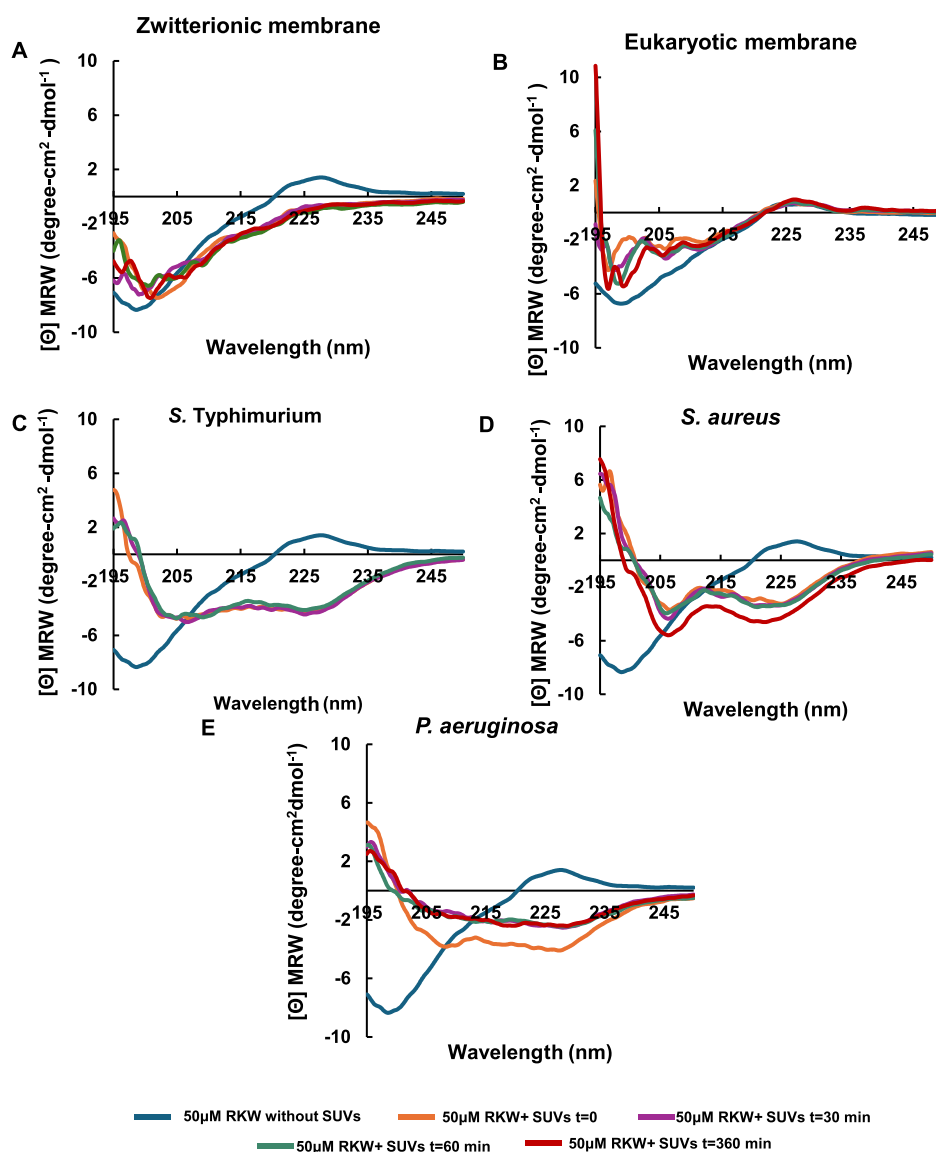 Zwitterionic membrane
A
[Θ] MRW (degree-cm² -dmol⁻¹ )
10
6
2
-2
-6
-10
195 205 215 225 235 245
Wavelength (nm)
Eukaryotic membrane
B
[Θ] MRW (degree-cm² -dmol⁻¹ )
10
6
2
-2
-6
-10
195 205 215 225 235 245
Wavelength (nm)
C
S. Typhimurium
[Θ] MRW (degree-cm² -dmol⁻¹)
10
6
2
-2
-6
-10
195 205 215 225 235 245
Wavelength (nm)
D
S. aureus
[Θ] MRW (degree-cm² -dmol⁻¹)
10
6
2
-2
-6
-10
195 205 215 225 235 245
Wavelength (nm)
E
P. aeruginosa
[Θ] MRW (degree-cm²dmol⁻¹)
10
6
2
-2
-6
-10
195 205 215 225 235 245
Wavelength (nm)
50µM RKW without SUVs 50µM RKW+ SUVs t=0 50µM RKW+ SUVs t=30 min
50µM RKW+ SUVs t=60 min 50µM RKW+ SUVs t=360 min